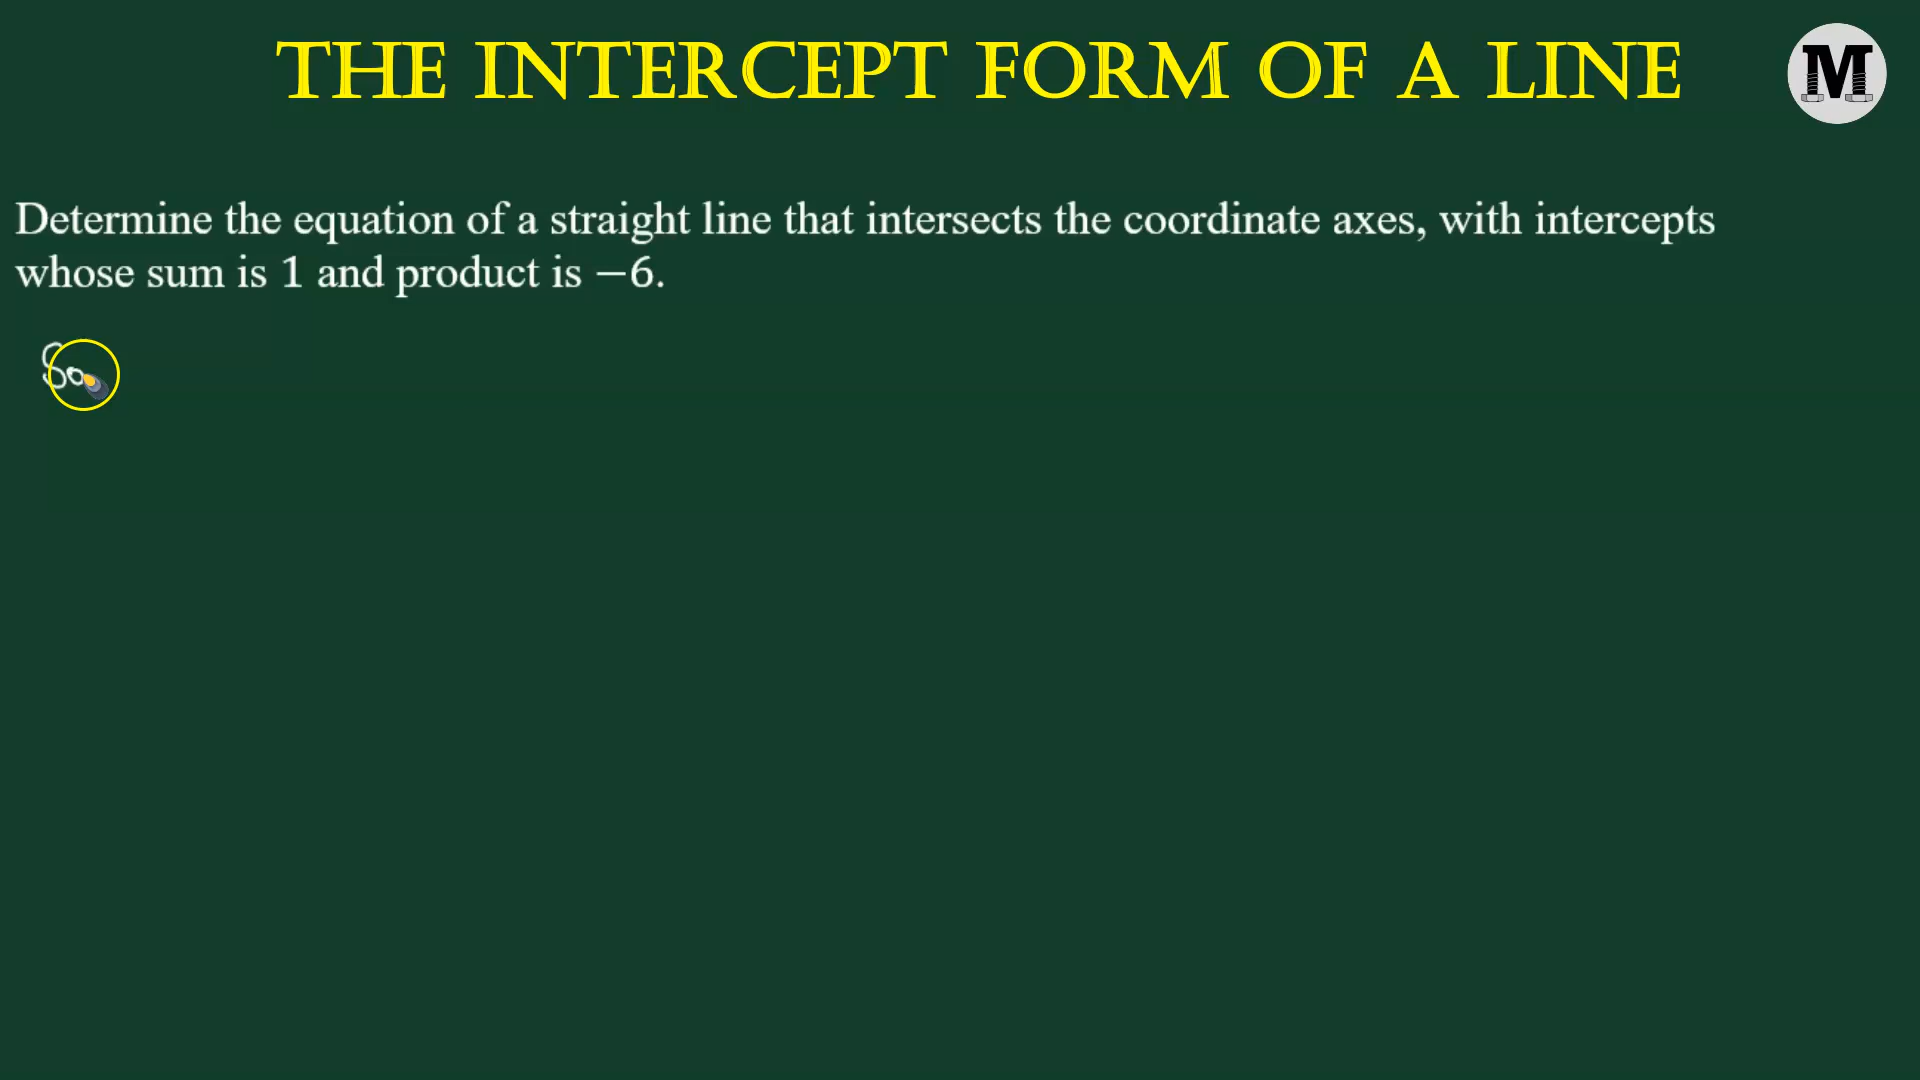 THE INTERCEPT FORM OF A LINE
M
Determine the equation of a straight line that intersects the coordinate axes, with intercepts
whose sum is 1 and product is −6.
So